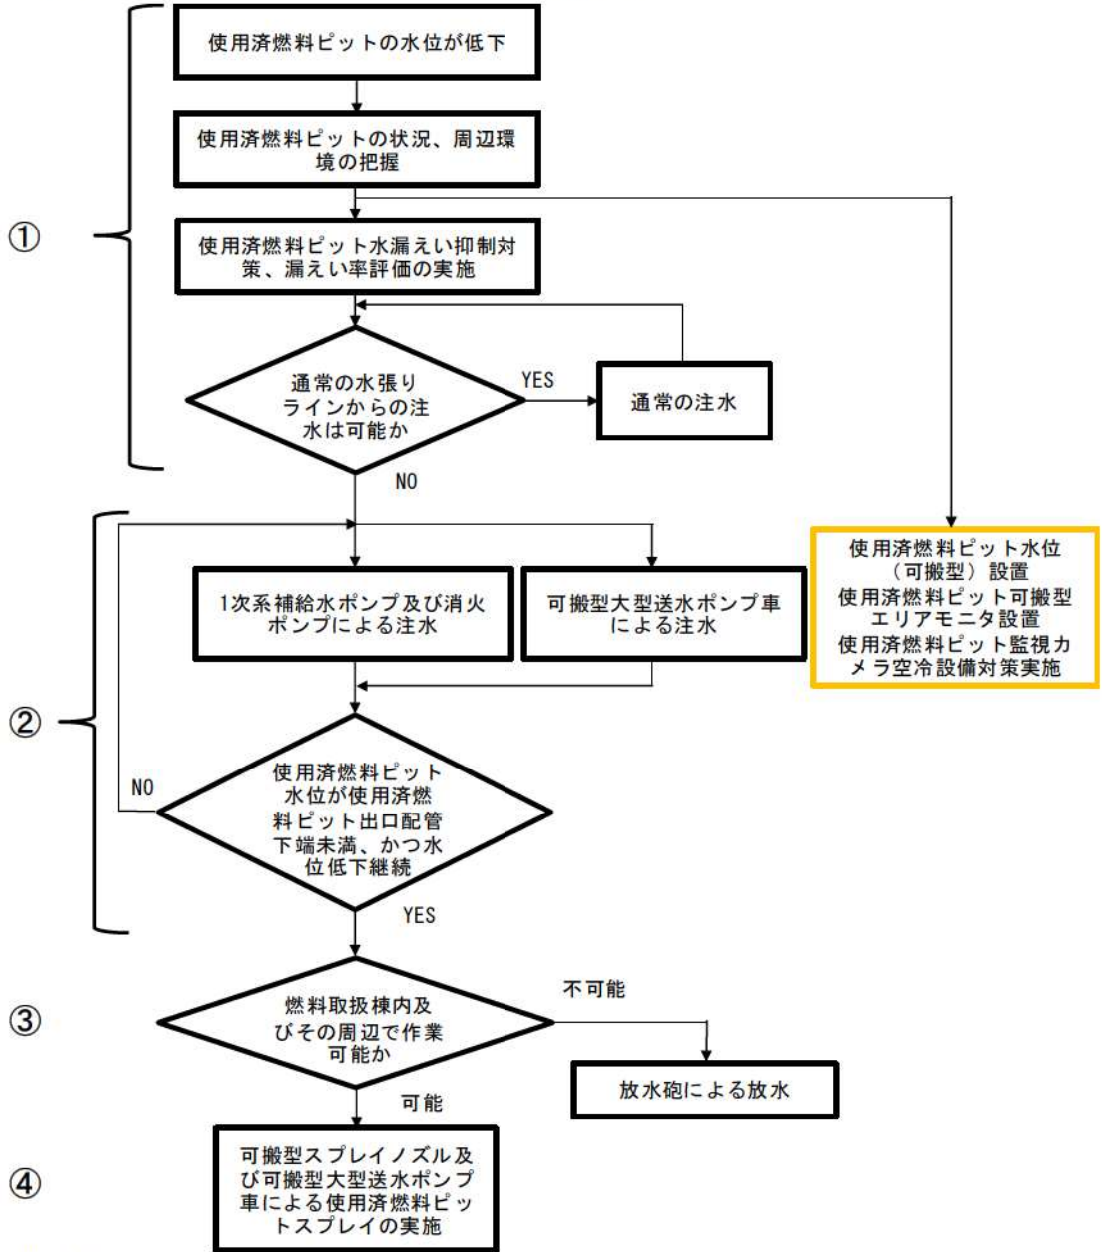 使用済燃料ピットの水位が低下
使用済燃料ピットの状況、周辺環
境の把握
①
使用済燃料ピット水漏えい抑制対
策、漏えい率評価の実施
通常の水張り
ラインからの注
水は可能か
YES
通常の注水
NO
1次系補給水ポンプ及び消火
ポンプによる注水
可搬型大型送水ポンプ車
による注水
使用済燃料ピット水位
（可搬型）設置
使用済燃料ピット可搬型
エリアモニタ設置
使用済燃料ピット監視カ
メラ空冷設備対策実施
②
NO
使用済燃料ピット
水位が使用済燃
料ピット出口配管
下端未満、かつ水
位低下継続
YES
③
燃料取扱棟内及
びその周辺で作業
可能か
不可能
放水砲による放水
可能
④
可搬型スプレイノズル及
び可搬型大型送水ポンプ
車による使用済燃料ピッ
トスプレイの実施